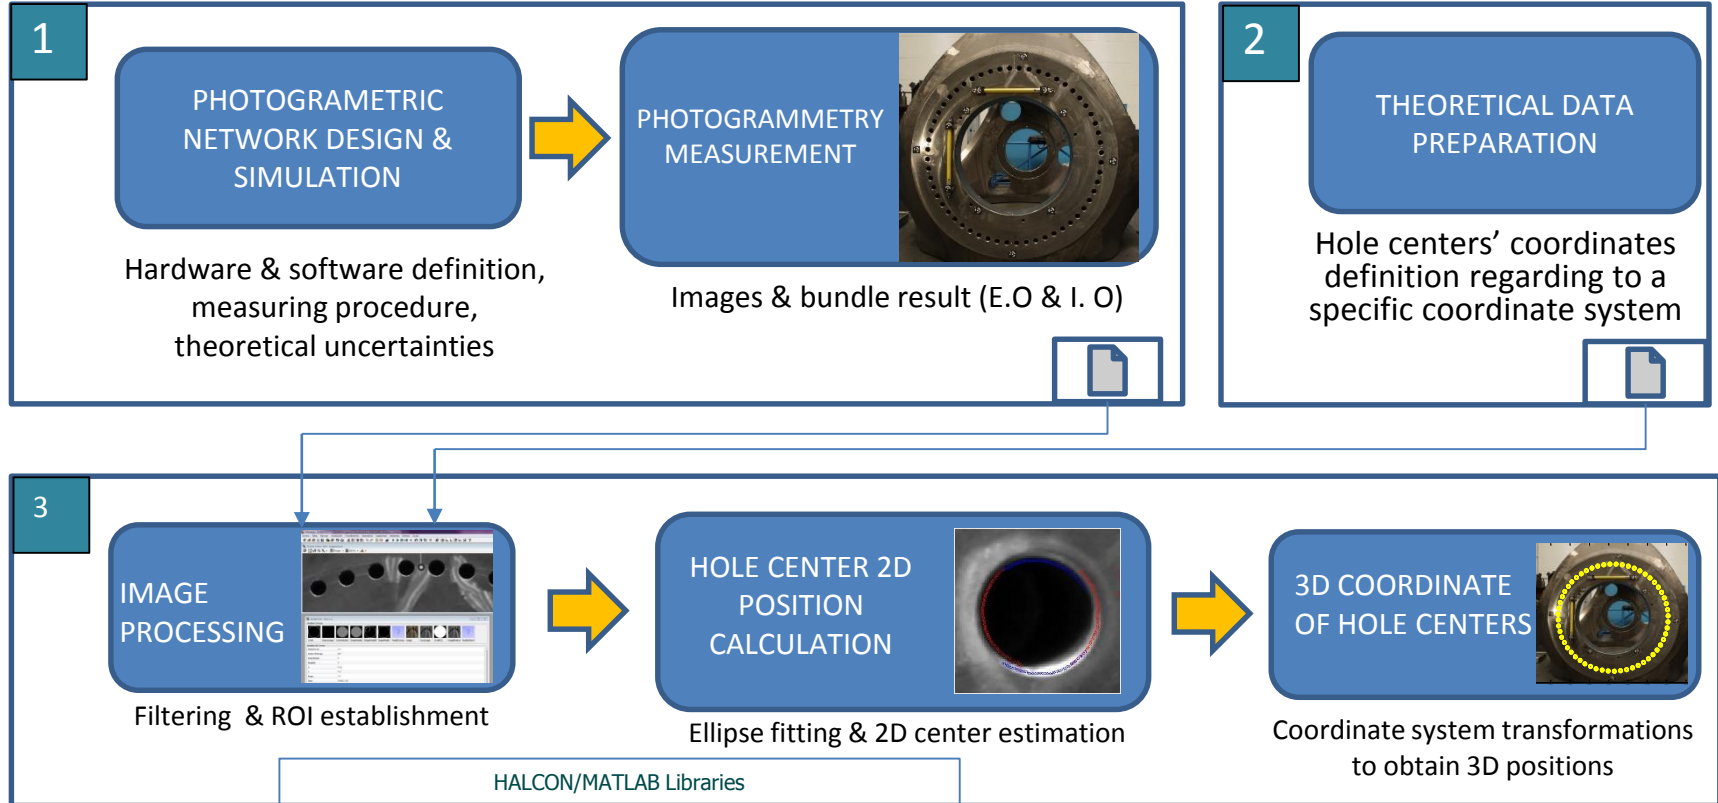 1
PHOTOGRAMETRIC
NETWORK DESIGN &
SIMULATION
Hardware & software definition,
measuring procedure,
theoretical uncertainties
PHOTOGRAMMETRY
MEASUREMENT
Images & bundle result (E.O & I. O)
2
THEORETICAL DATA
PREPARATION
Hole centers’ coordinates
definition regarding to a
specific coordinate system
3
IMAGE
PROCESSING
Filtering & ROI establishment
HOLE CENTER 2D
POSITION
CALCULATION
Ellipse fitting & 2D center estimation
3D COORDINATE
OF HOLE CENTERS
Coordinate system transformations
to obtain 3D positions
HALCON/MATLAB Libraries